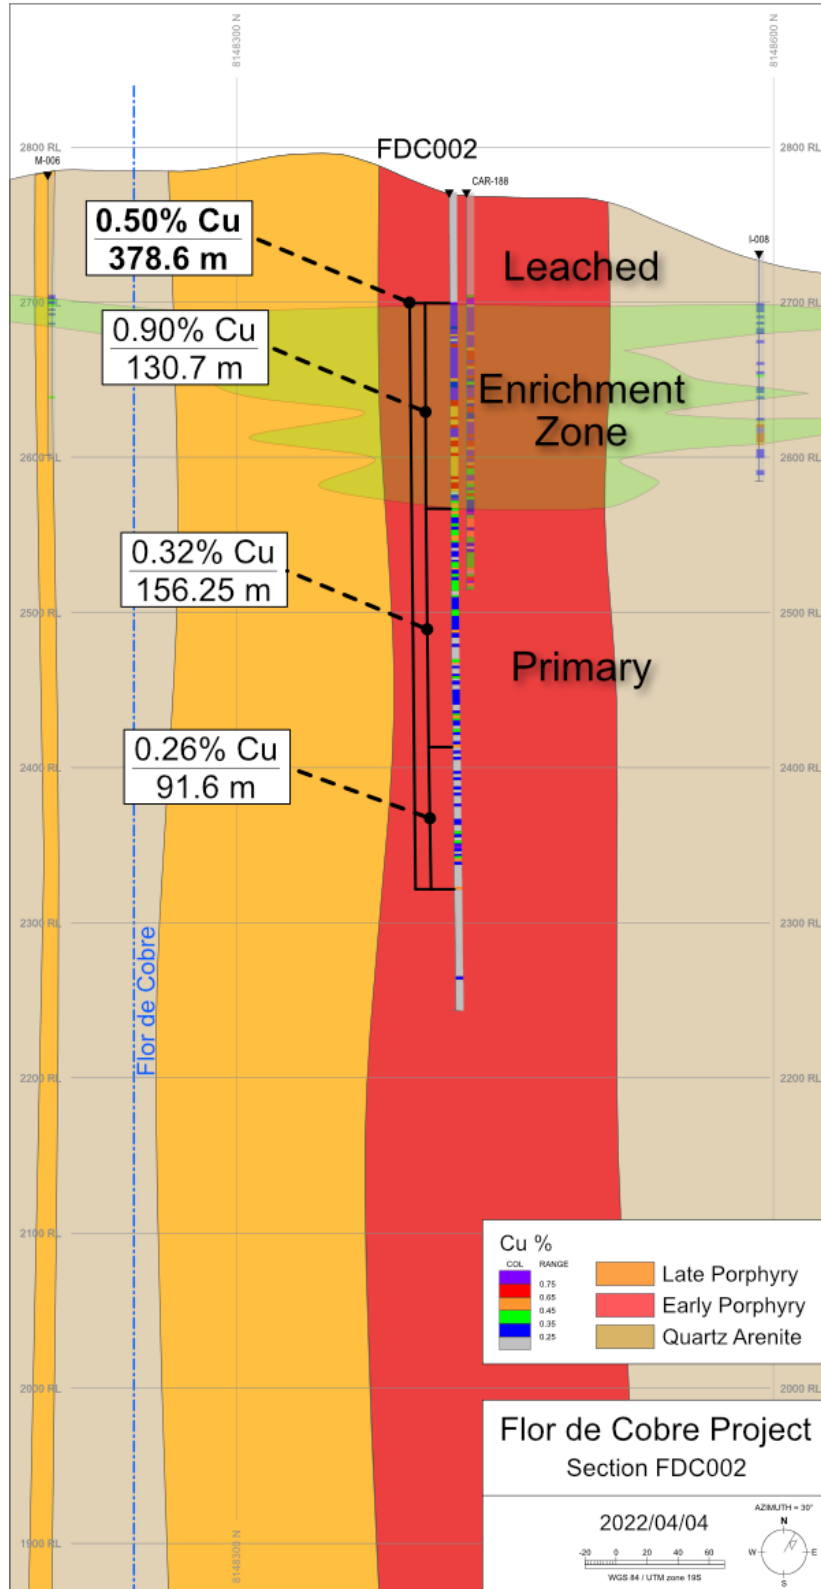 8148300 N
8148600 N
2800 RL
2800 RL
M-006
FDC002
CAR-188
I-008
0.50% Cu
378.6 m
Leached
2700 RL
2700 RL
0.90% Cu
130.7 m
Enrichment
Zone
2600 RL
2600 RL
0.32% Cu
156.25 m
2500 RL
2500 RL
Primary
0.26% Cu
91.6 m
2400 RL
2400 RL
2300 RL
2300 RL
Flor de Cobre
2200 RL
2200 RL
2100 RL
2100 RL
Cu %
COL RANGE
0.75
0.65
0.45
0.35
0.25
Late Porphyry
Early Porphyry
Quartz Arenite
2000 RL
2000 RL
Flor de Cobre Project
Section FDC002
2022/04/04
AZIMUTH = 30°
N
W E
S
-20 0 20 40 60
WGS 84 / UTM zone 19S
1900 RL
8148300 N